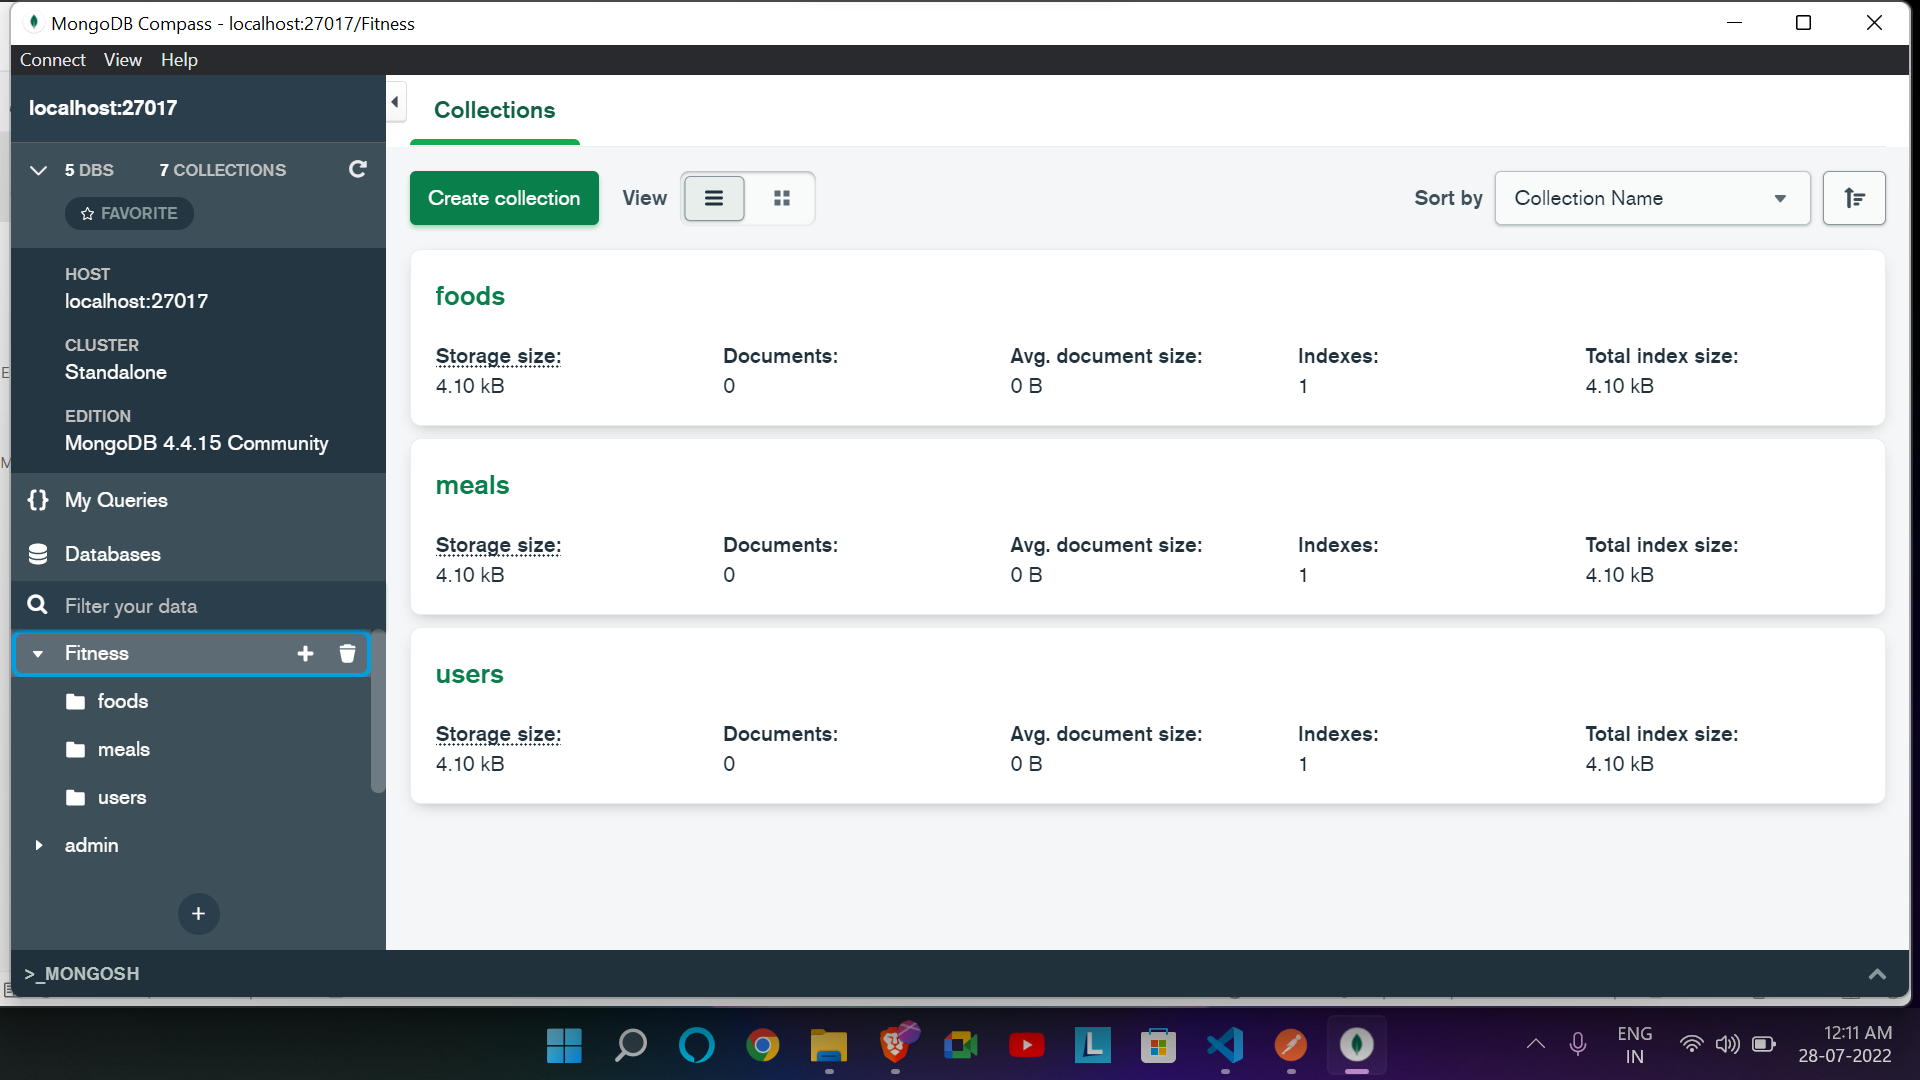 MongoDB Compass - localhost:27017/Fitness
Connect View Help
localhost:27017
5 DBS 7 COLLECTIONS
FAVORITE
HOST
localhost:27017
CLUSTER
Standalone
EDITION
MongoDB 4.4.15 Community
{} My Queries
Databases
Filter your data
Fitness
foods
meals
users
admin
Collections
Create collection View Sort by Collection Name
foods
Storage size: Documents: Avg. document size: Indexes: Total index size:
4.10 kB 0 0 B 1 4.10 kB
meals
Storage size: Documents: Avg. document size: Indexes: Total index size:
4.10 kB 0 0 B 1 4.10 kB
users
Storage size: Documents: Avg. document size: Indexes: Total index size:
4.10 kB 0 0 B 1 4.10 kB
>_MONGOSH
L
ENG
IN
12:11 AM
28-07-2022